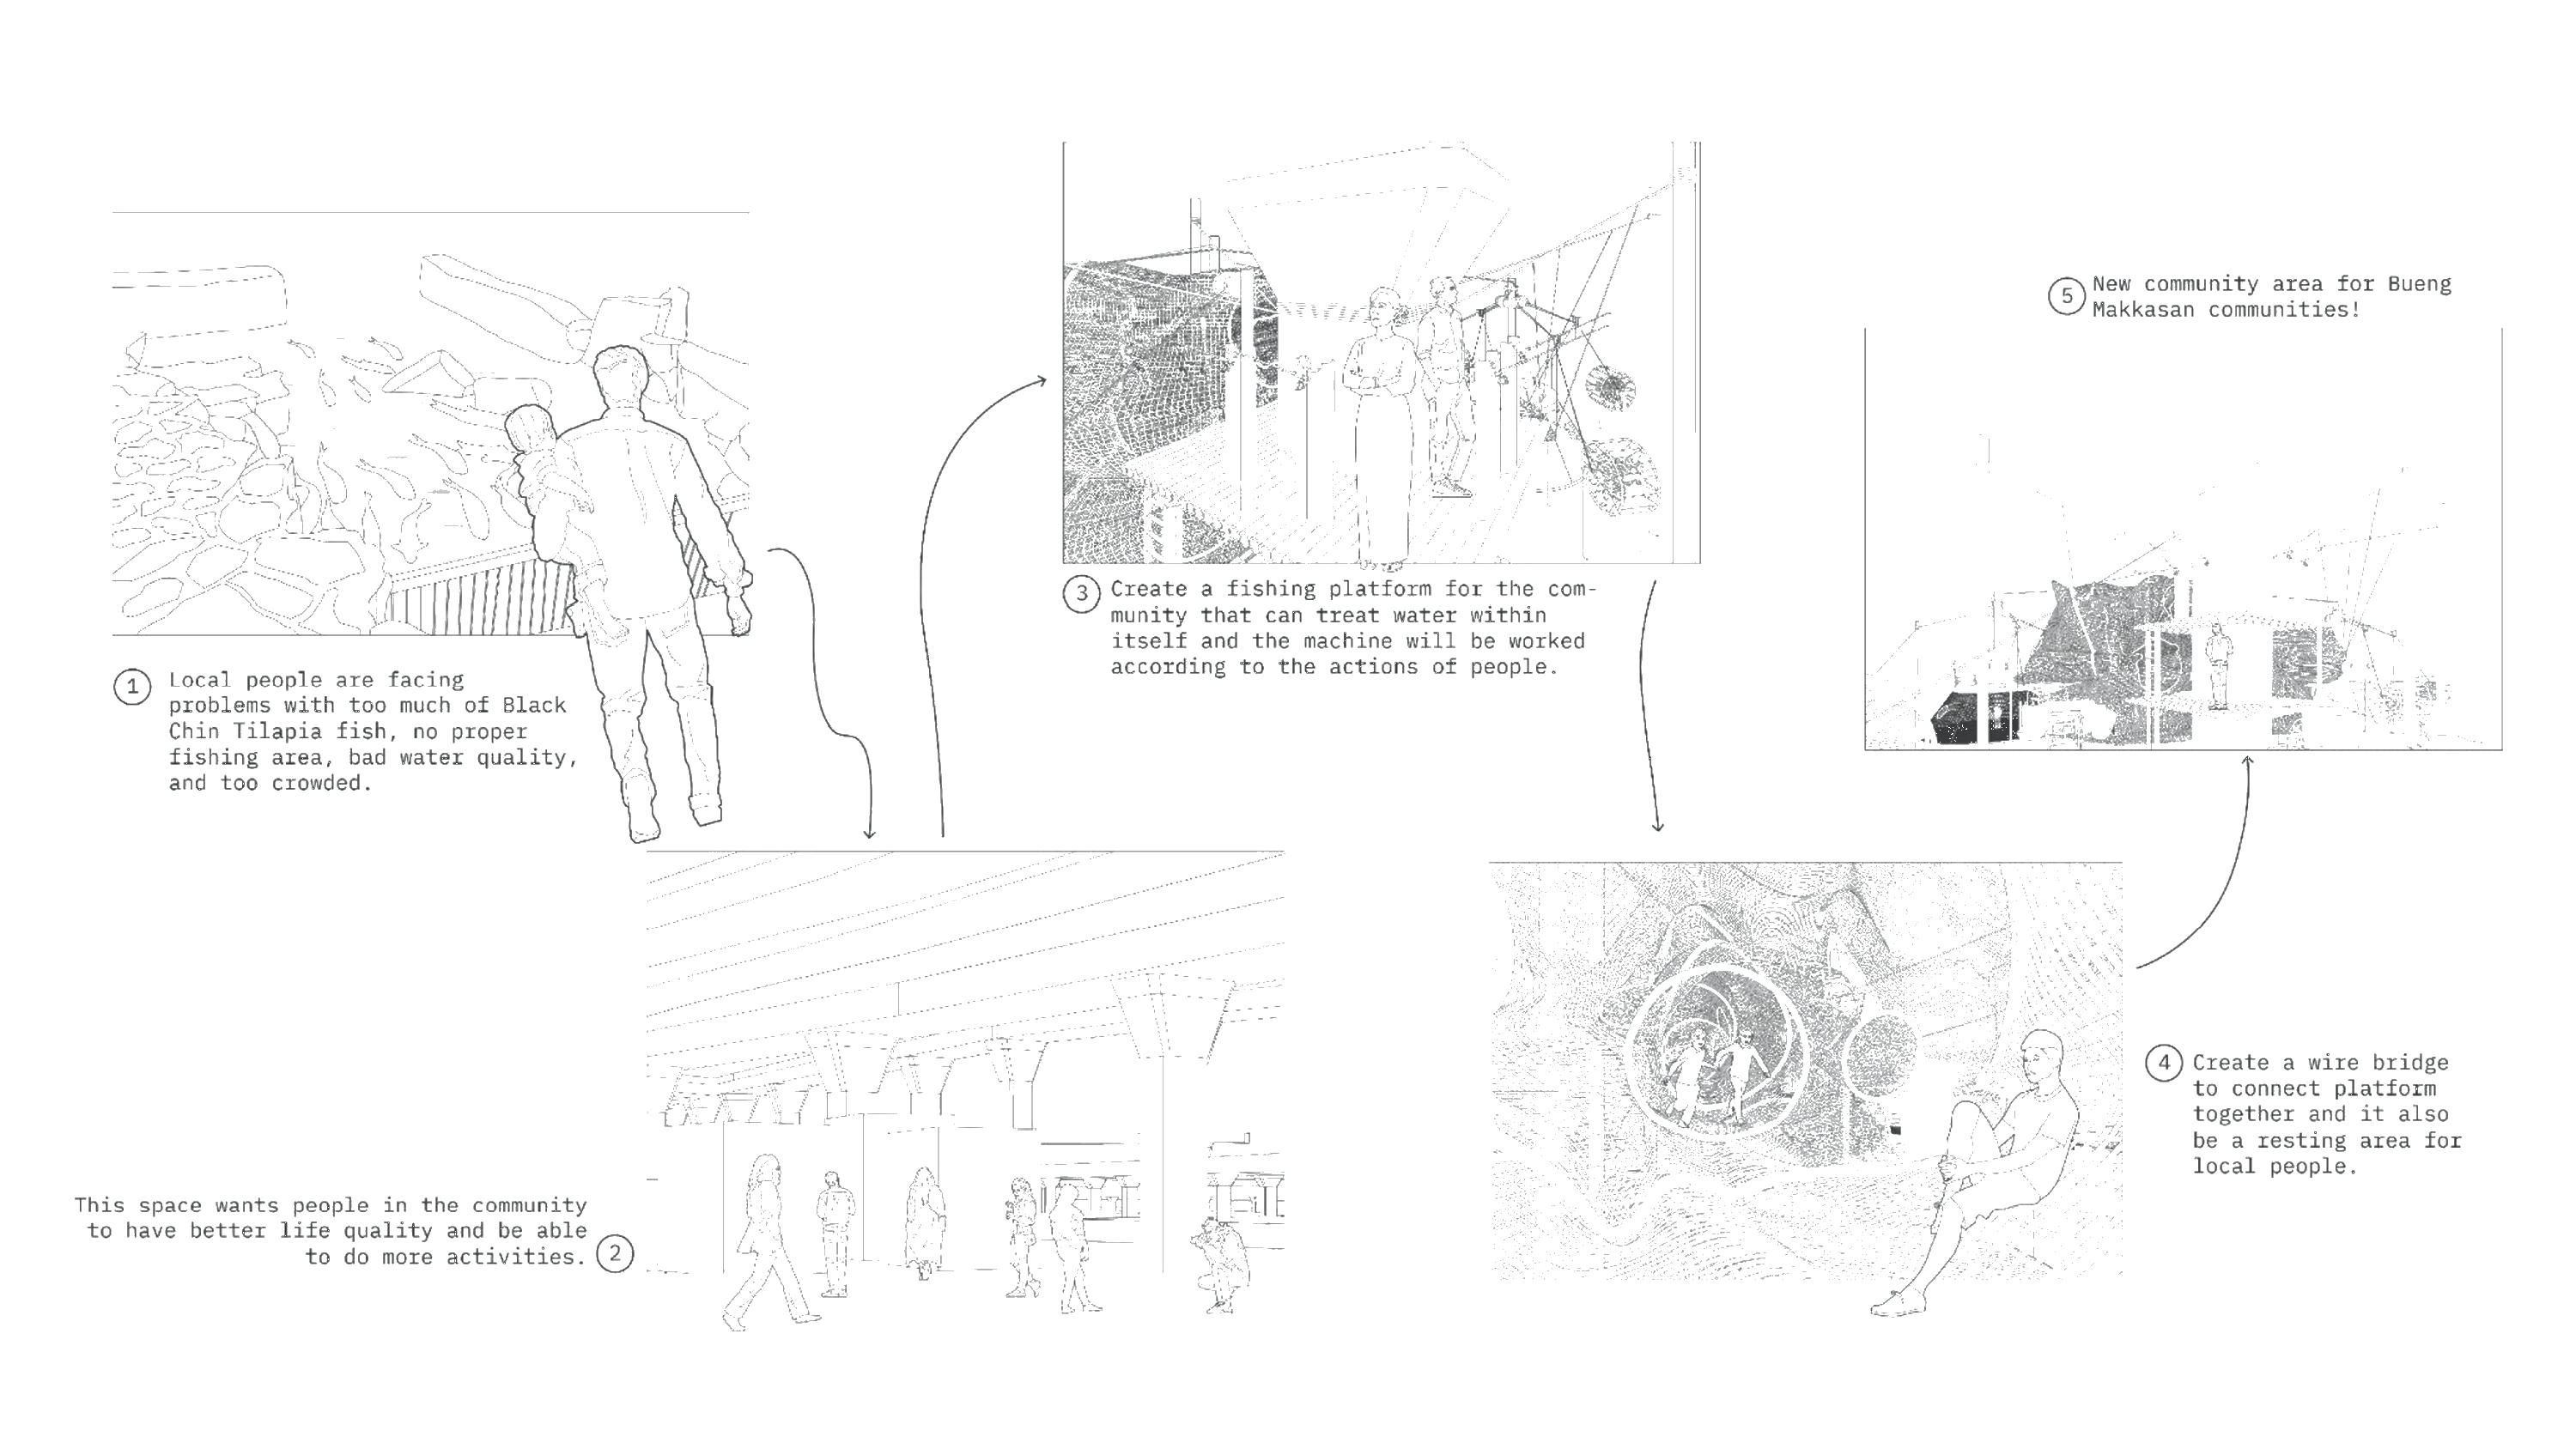 1
Local people are facing
problems with too much of Black
Chin Tilapia fish, no proper
fishing area, bad water quality,
and too crowded.
This space wants people in the community
to have better life quality and be able
to do more activities.
2
3
Create a fishing platform for the com-
munity that can treat water within
itself and the machine will be worked
according to the actions of people.
4
Create a wire bridge
to connect platform
together and it also
be a resting area for
local people.
5
New community area for Bueng
Makkasan communities!